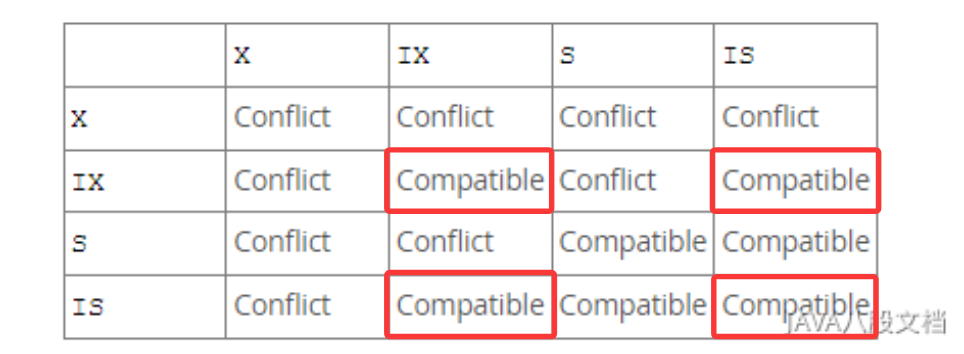 X IX S IS
X Conflict Conflict Conflict Conflict
IX Conflict Compatible Conflict Compatible
S Conflict Conflict Compatible Compatible
IS Conflict Compatible Compatible Compatible
JAVA八股文档